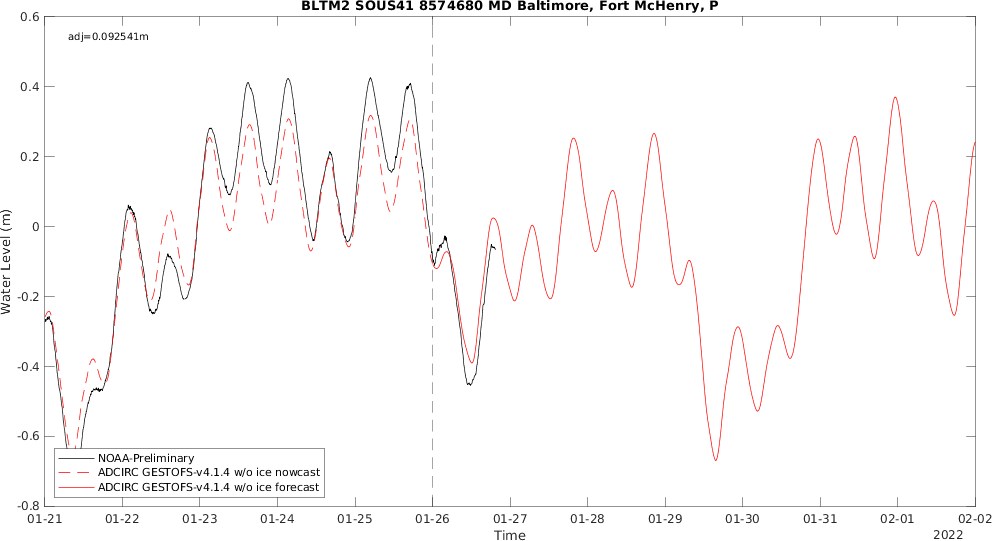 BLTM2 SOUS41 8574680 MD Baltimore, Fort McHenry, P
adj=0.092541m
Water Level (m)
0.6
0.4
0.2
0
-0.2
-0.4
-0.6
-0.8
NOAA-Preliminary
ADCIRC GESTOFS-v4.1.4 w/o ice nowcast
ADCIRC GESTOFS-v4.1.4 w/o ice forecast
01-21 01-22 01-23 01-24 01-25 01-26 01-27 01-28 01-29 01-30 01-31 02-01 02-02
Time
2022